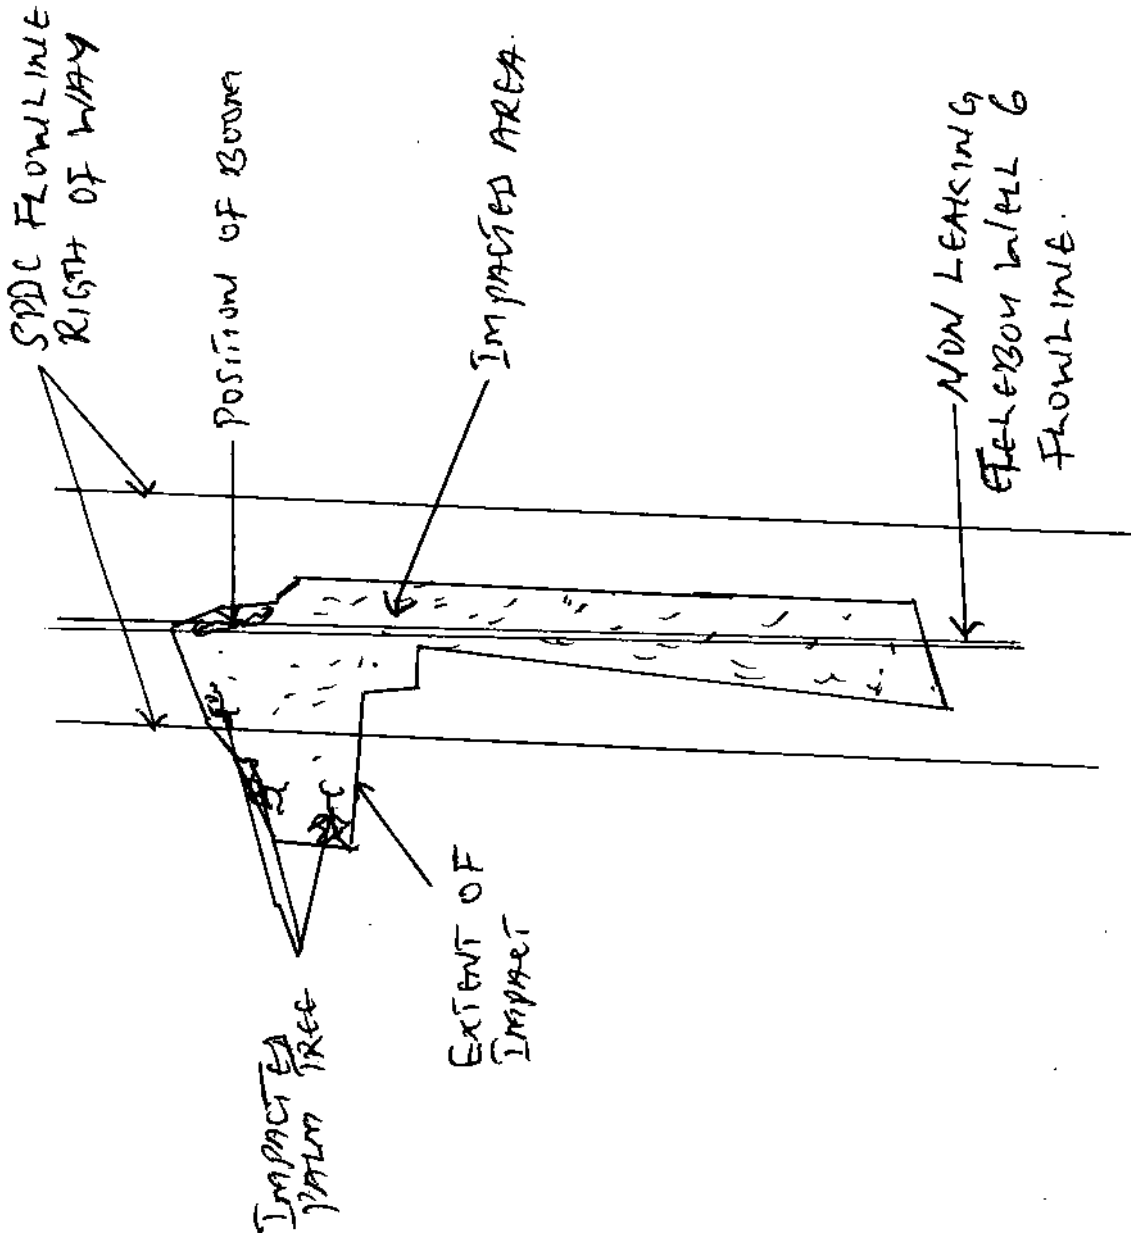 SPDC FLOWLINE
RIGTH OF WAY
POSITION OF BOOM
IMPACTED AREA.
NON LEAKING
ETELEBOU WELL 6
FLOWLINE.
EXTENT OF
IMPACT
IMPACTED
PALM TREE